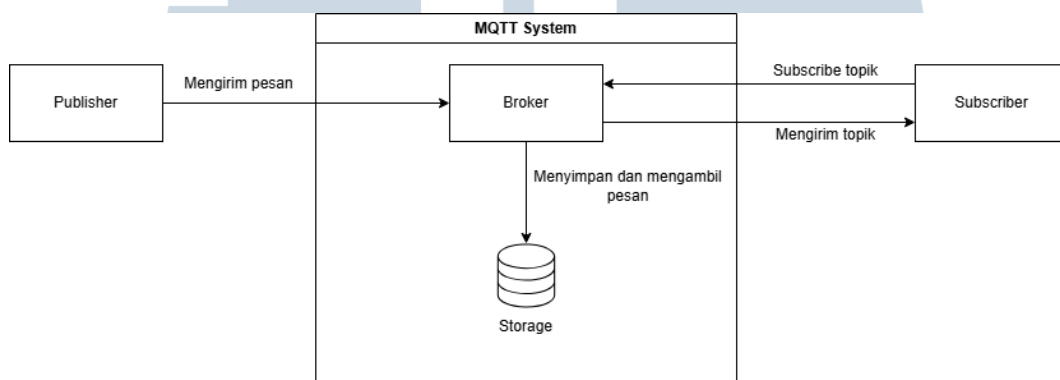 MQTT System
Publisher
Mengirim pesan
Broker
Subscribe topik
Mengirim topik
Subscriber
Menyimpan dan mengambil
pesan
Storage